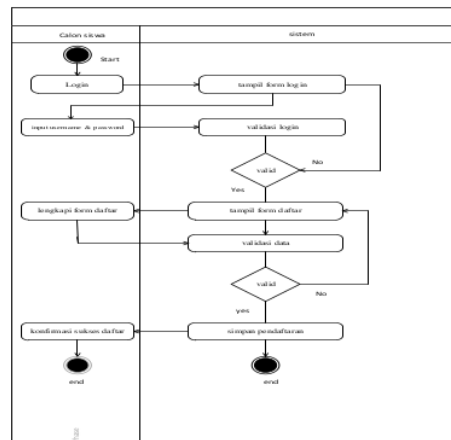 Calon siswa
sistem
Start
Login
tampil form login
input username & pasword
validasi login
valid
No
Yes
lengkapi form daftar
tampil form daftar
validasi data
valid
No
yes
konfirmasi sukses daftar
simpan pendaftaran
end
end